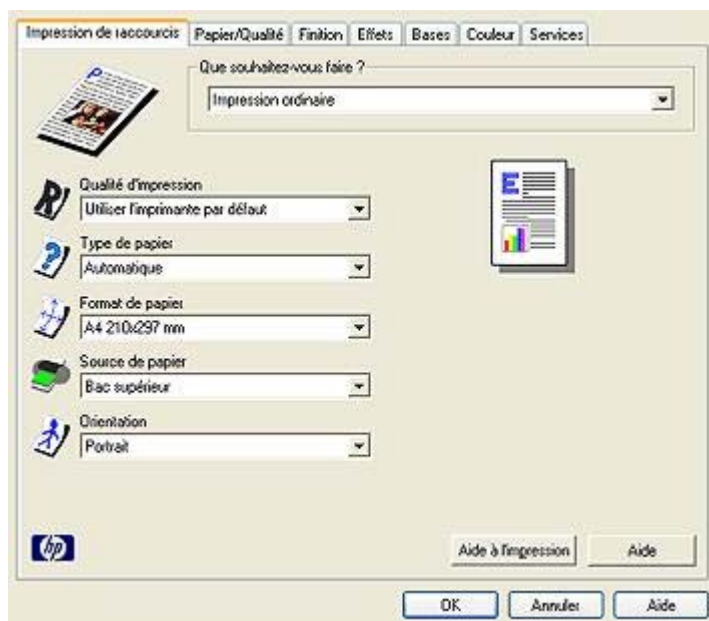 Impression de raccourcis Papier/Qualité Finition Effets Bases Couleur Services
Que souhaitez-vous faire ?
Impression ordinaire
Qualité d'impression
Utiliser l'imprimante par défaut
Type de papier
Automatique
Format de papier
A4 210x297 mm
Source de papier
Bac supérieur
Orientation
Portrait
hp
Aide à l'impression Aide
OK Annuler Aide